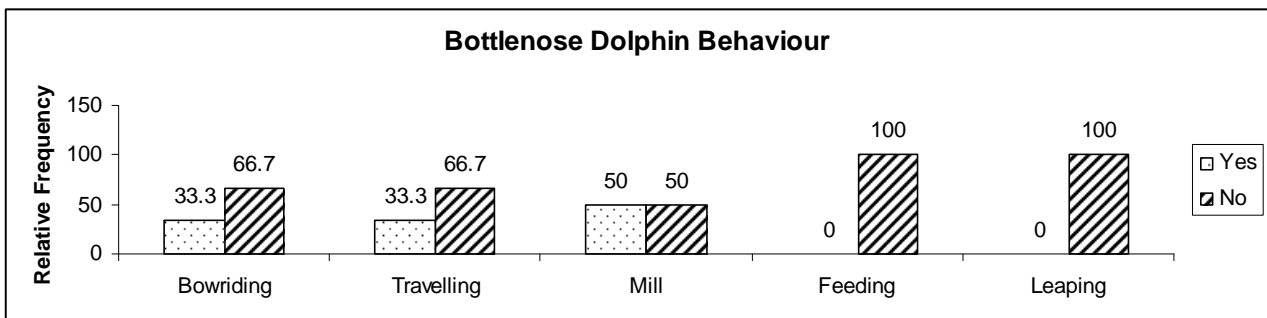 Bottlenose Dolphin Behaviour
Relative Frequency
150
100
50
0
33.3
66.7
33.3
66.7
50
50
0
100
0
100
Bowriding
Travelling
Mill
Feeding
Leaping
Yes
No